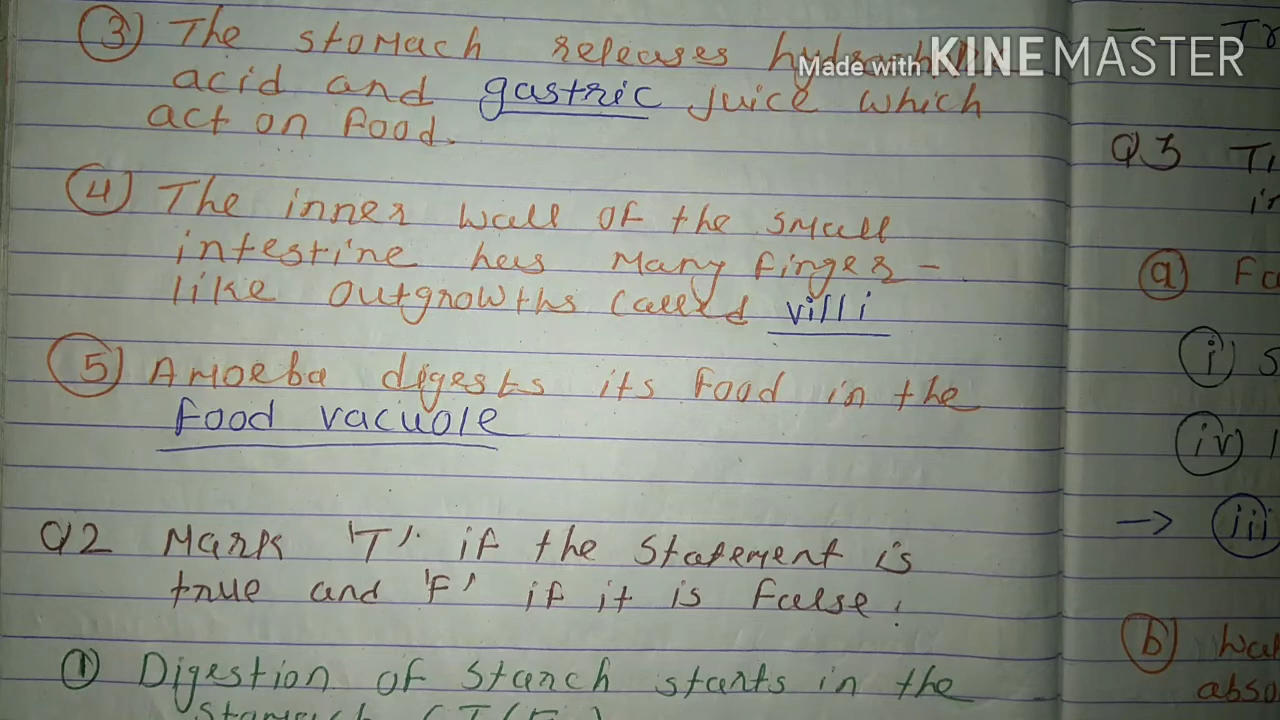 ③ The stomach releases
acid and gastric juice which
act on food.
④ The inner wall of the small
intestine has many finger-
like outgrowths called villi
⑤ Amoeba digests its food in the
food vacuole
Q2 Mark 'T' if the statement is
true and 'F' if it is false.
① Digestion of starch starts in the
stomach (T/F)
Made with KINEMASTER
Q3
a
i
iv
→ iii
b